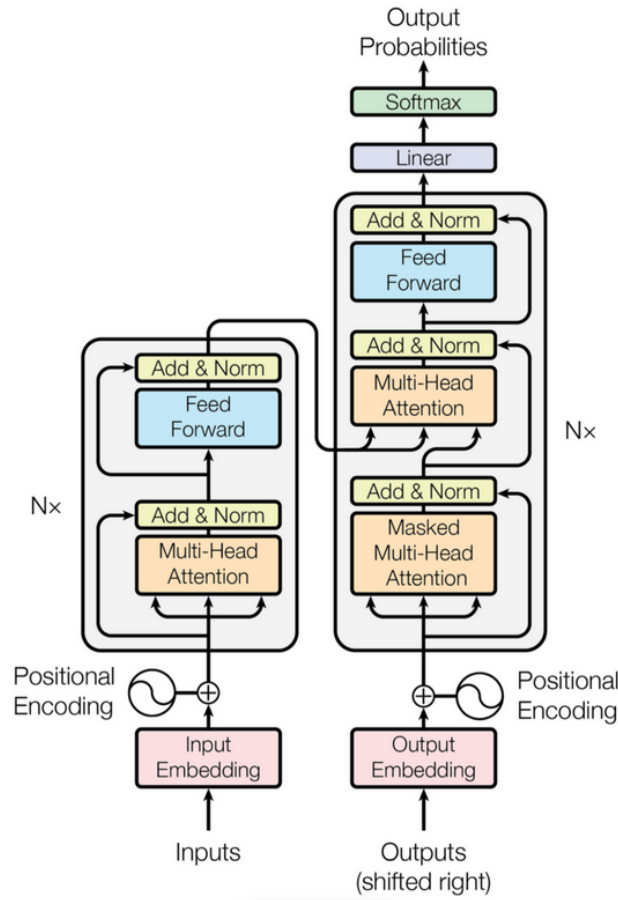 Output
Probabilities
Softmax
Linear
Add & Norm
Feed
Forward
Add & Norm
Multi-Head
Attention
Add & Norm
Masked
Multi-Head
Attention
N×
Add & Norm
Feed
Forward
Add & Norm
Multi-Head
Attention
N×
Positional
Encoding
Positional
Encoding
Input
Embedding
Output
Embedding
Inputs
Outputs
(shifted right)